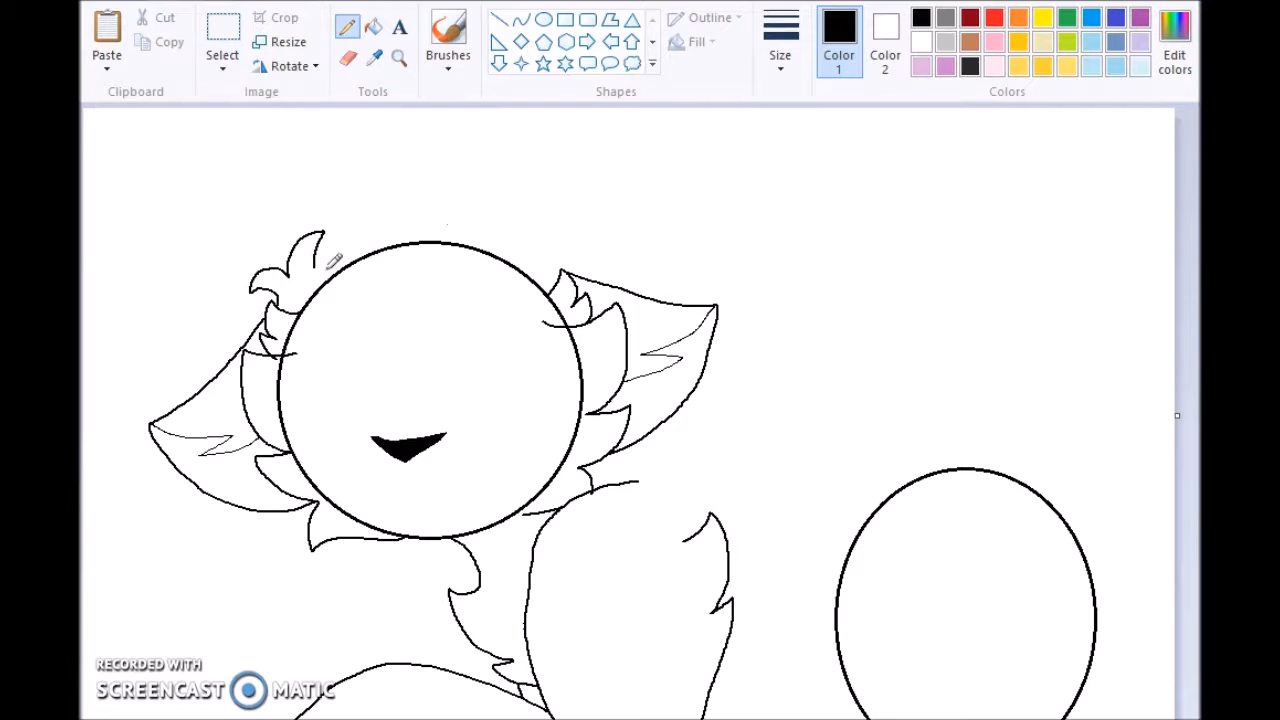 Paste
Cut
Copy
Clipboard
Select
Crop
Resize
Rotate
Image
A
Tools
Brushes
Shapes
Outline
Fill
Size
Color
1
Color
2
Colors
Edit
colors
RECORDED WITH
SCREENCAST MATIC